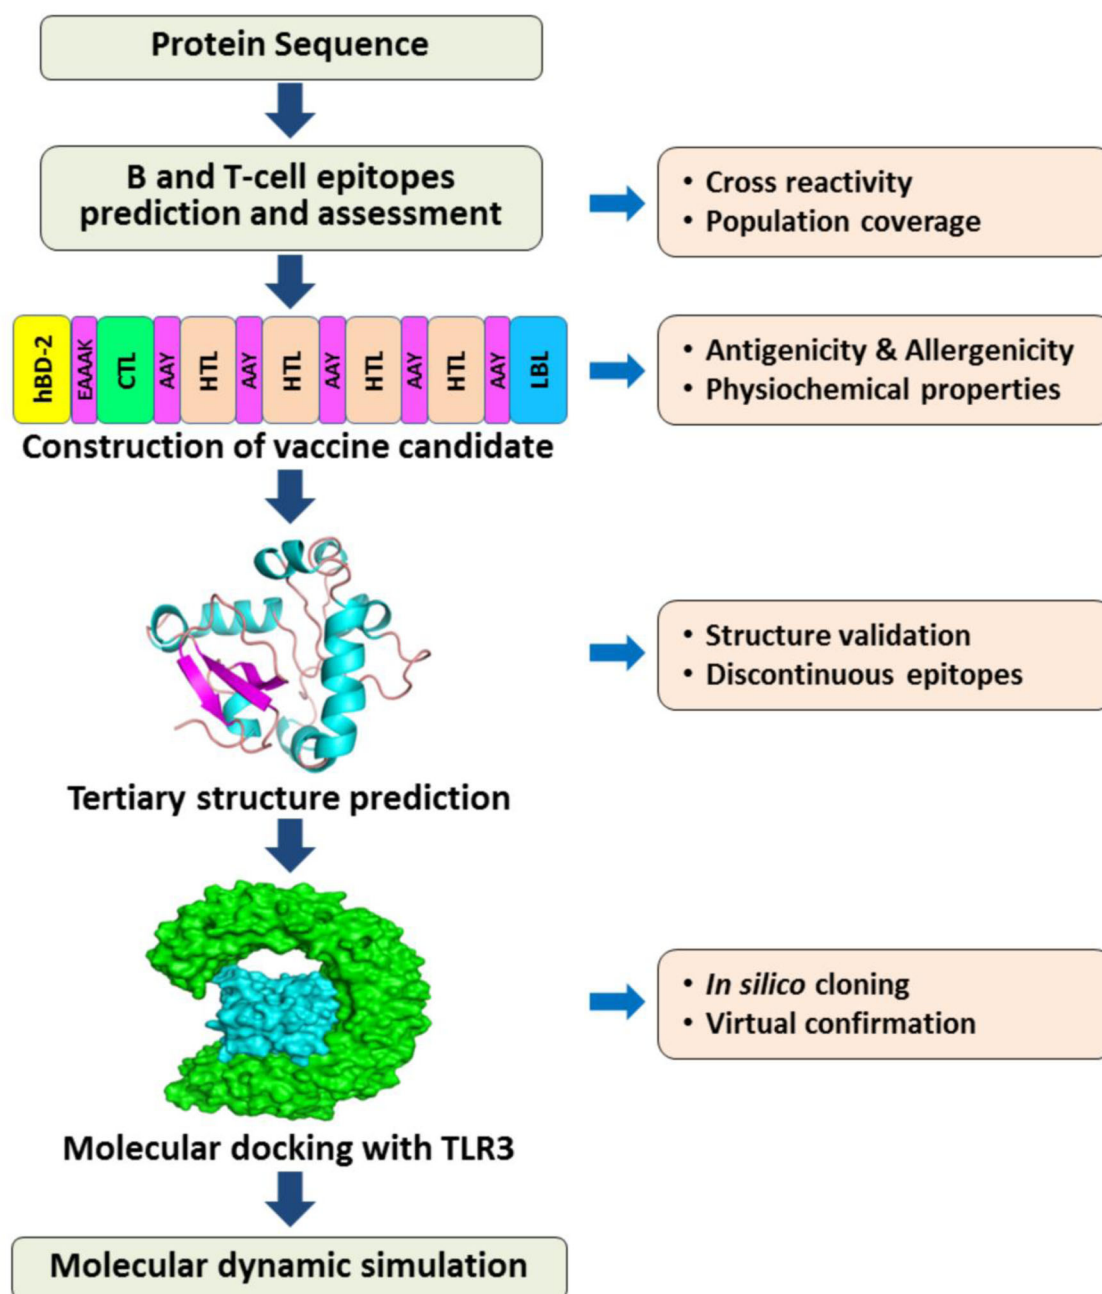 Protein Sequence
B and T-cell epitopes
prediction and assessment
• Cross reactivity
• Population coverage
hBD-2 EAAAK CTL AAY HTL AAY HTL AAY HTL AAY HTL AAY LBL
• Antigenicity & Allergenicity
• Physiochemical properties
Construction of vaccine candidate
• Structure validation
• Discontinuous epitopes
Tertiary structure prediction
• In silico cloning
• Virtual confirmation
Molecular docking with TLR3
Molecular dynamic simulation